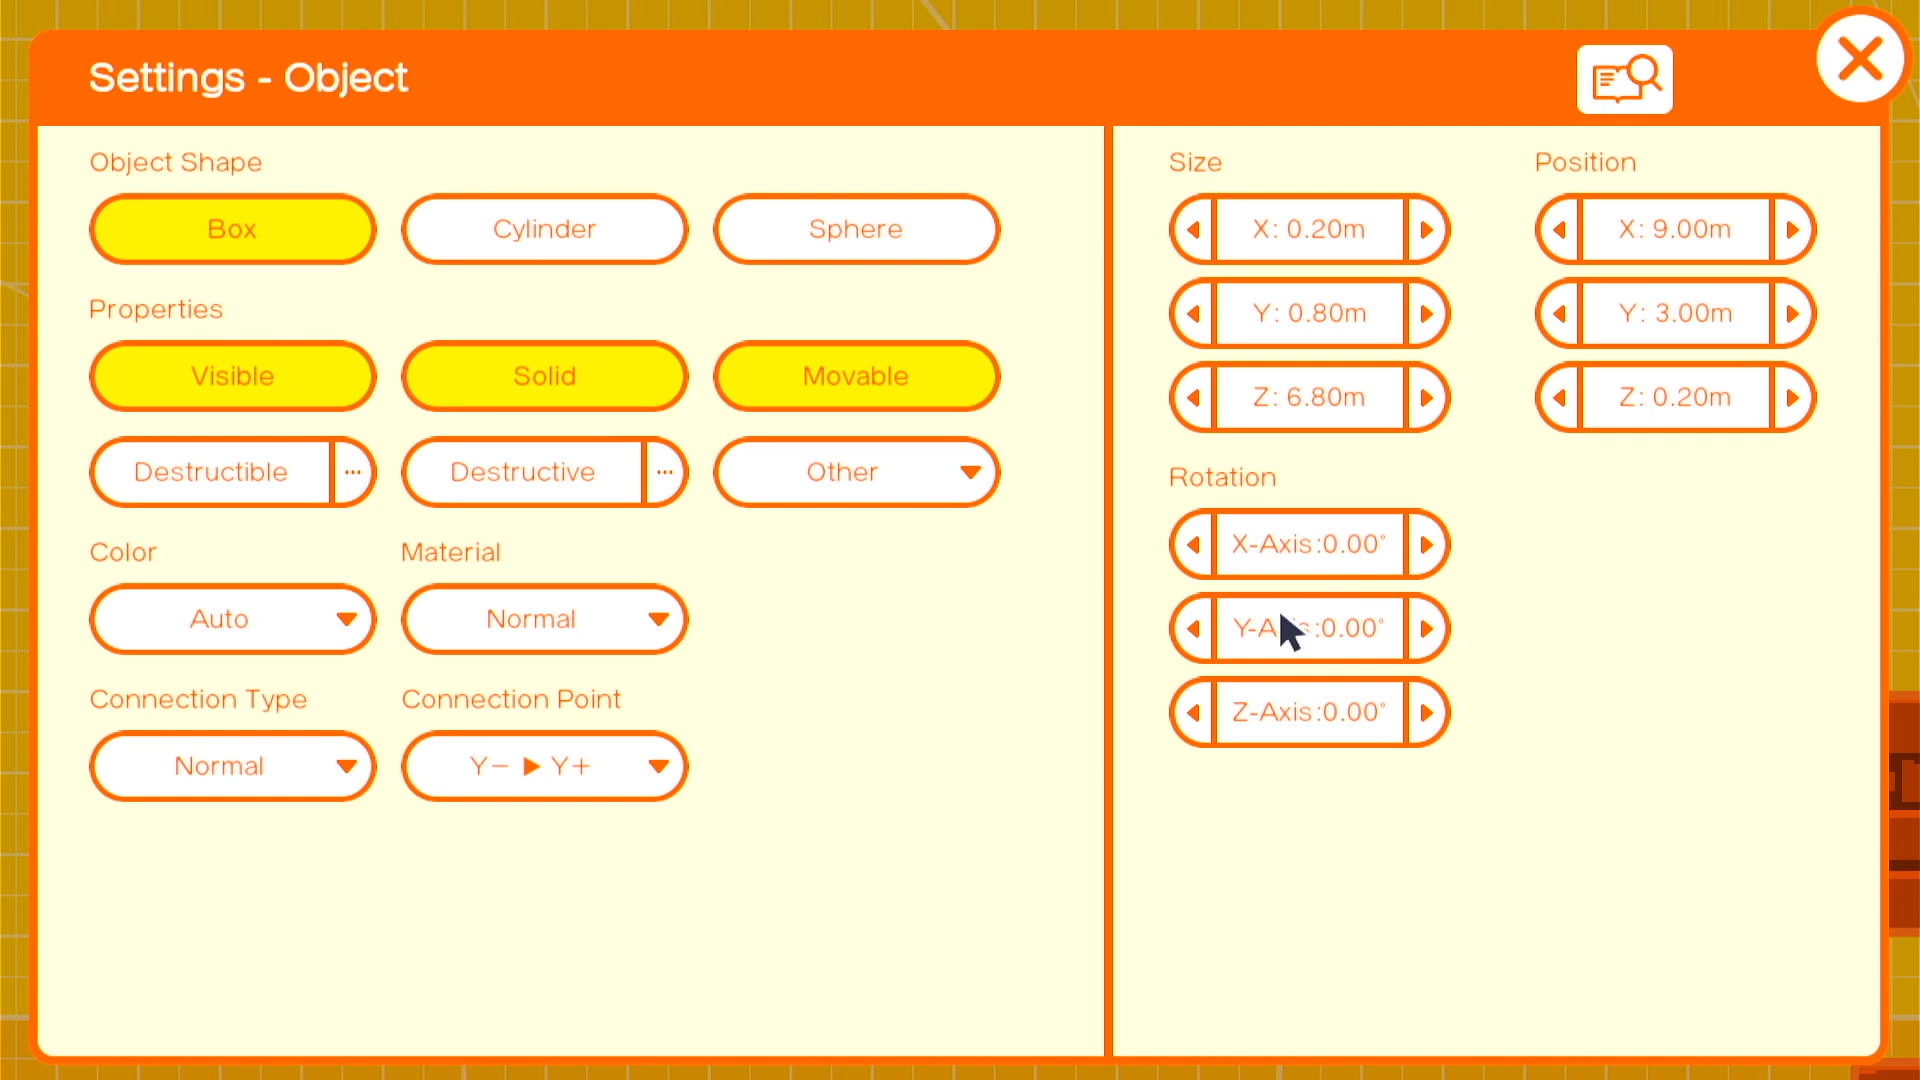 Settings - Object
Object Shape
Box
Cylinder
Sphere
Properties
Visible
Solid
Movable
Destructible
...
Destructive
...
Other
Color
Material
Auto
Normal
Connection Type
Connection Point
Normal
Y− ▶ Y+
Size
X: 0.20m
Y: 0.80m
Z: 6.80m
Position
X: 9.00m
Y: 3.00m
Z: 0.20m
Rotation
X-Axis:0.00°
:0.00°
Z-Axis:0.00°